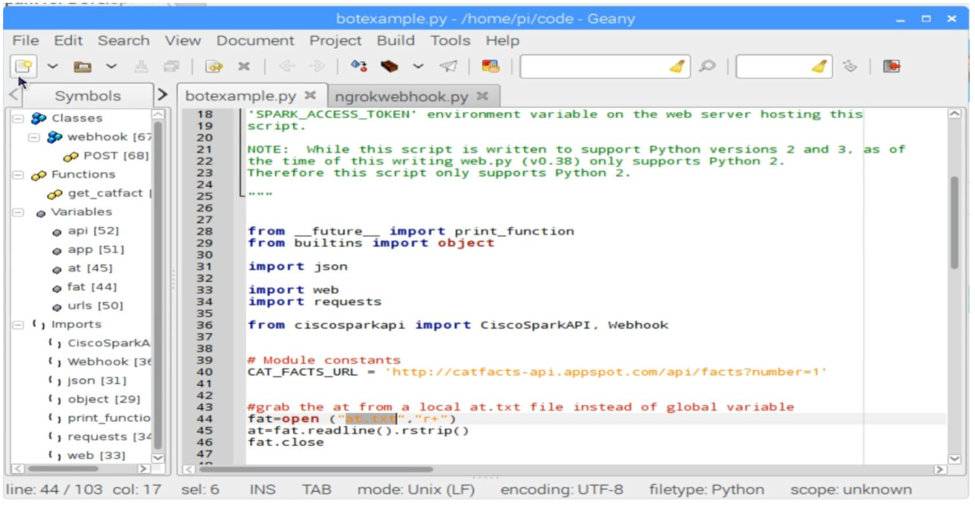 botexample.py - /home/pi/code - Geany
File Edit Search View Document Project Build Tools Help
Symbols
botexample.py
ngrokwebhook.py
Classes
webhook [67
POST [68]
Functions
get_catfact [
Variables
api [52]
app [51]
at [45]
fat [44]
urls [50]
Imports
CiscoSparkA
Webhook [36
json [31]
object [29]
print_functio
requests [34
web [33]
18 'SPARK_ACCESS_TOKEN' environment variable on the web server hosting this
19 script.
20
21 NOTE: While this script is written to support Python versions 2 and 3, as of
22 the time of this writing web.py (v0.38) only supports Python 2.
23 Therefore this script only supports Python 2.
24
25 """
26
27
28 from __future__ import print_function
29 from builtins import object
30
31 import json
32
33 import web
34 import requests
35
36 from ciscosparkapi import CiscoSparkAPI, Webhook
37
38
39 # Module constants
40 CAT_FACTS_URL = 'http://catfacts-api.appspot.com/api/facts?number=1'
41
42
43 #grab the at from a local at.txt file instead of global variable
44 fat=open ("at.txt","r+")
45 at=fat.readline().rstrip()
46 fat.close
47
line: 44 / 103 col: 17 sel: 6 INS TAB mode: Unix (LF) encoding: UTF-8 filetype: Python scope: unknown